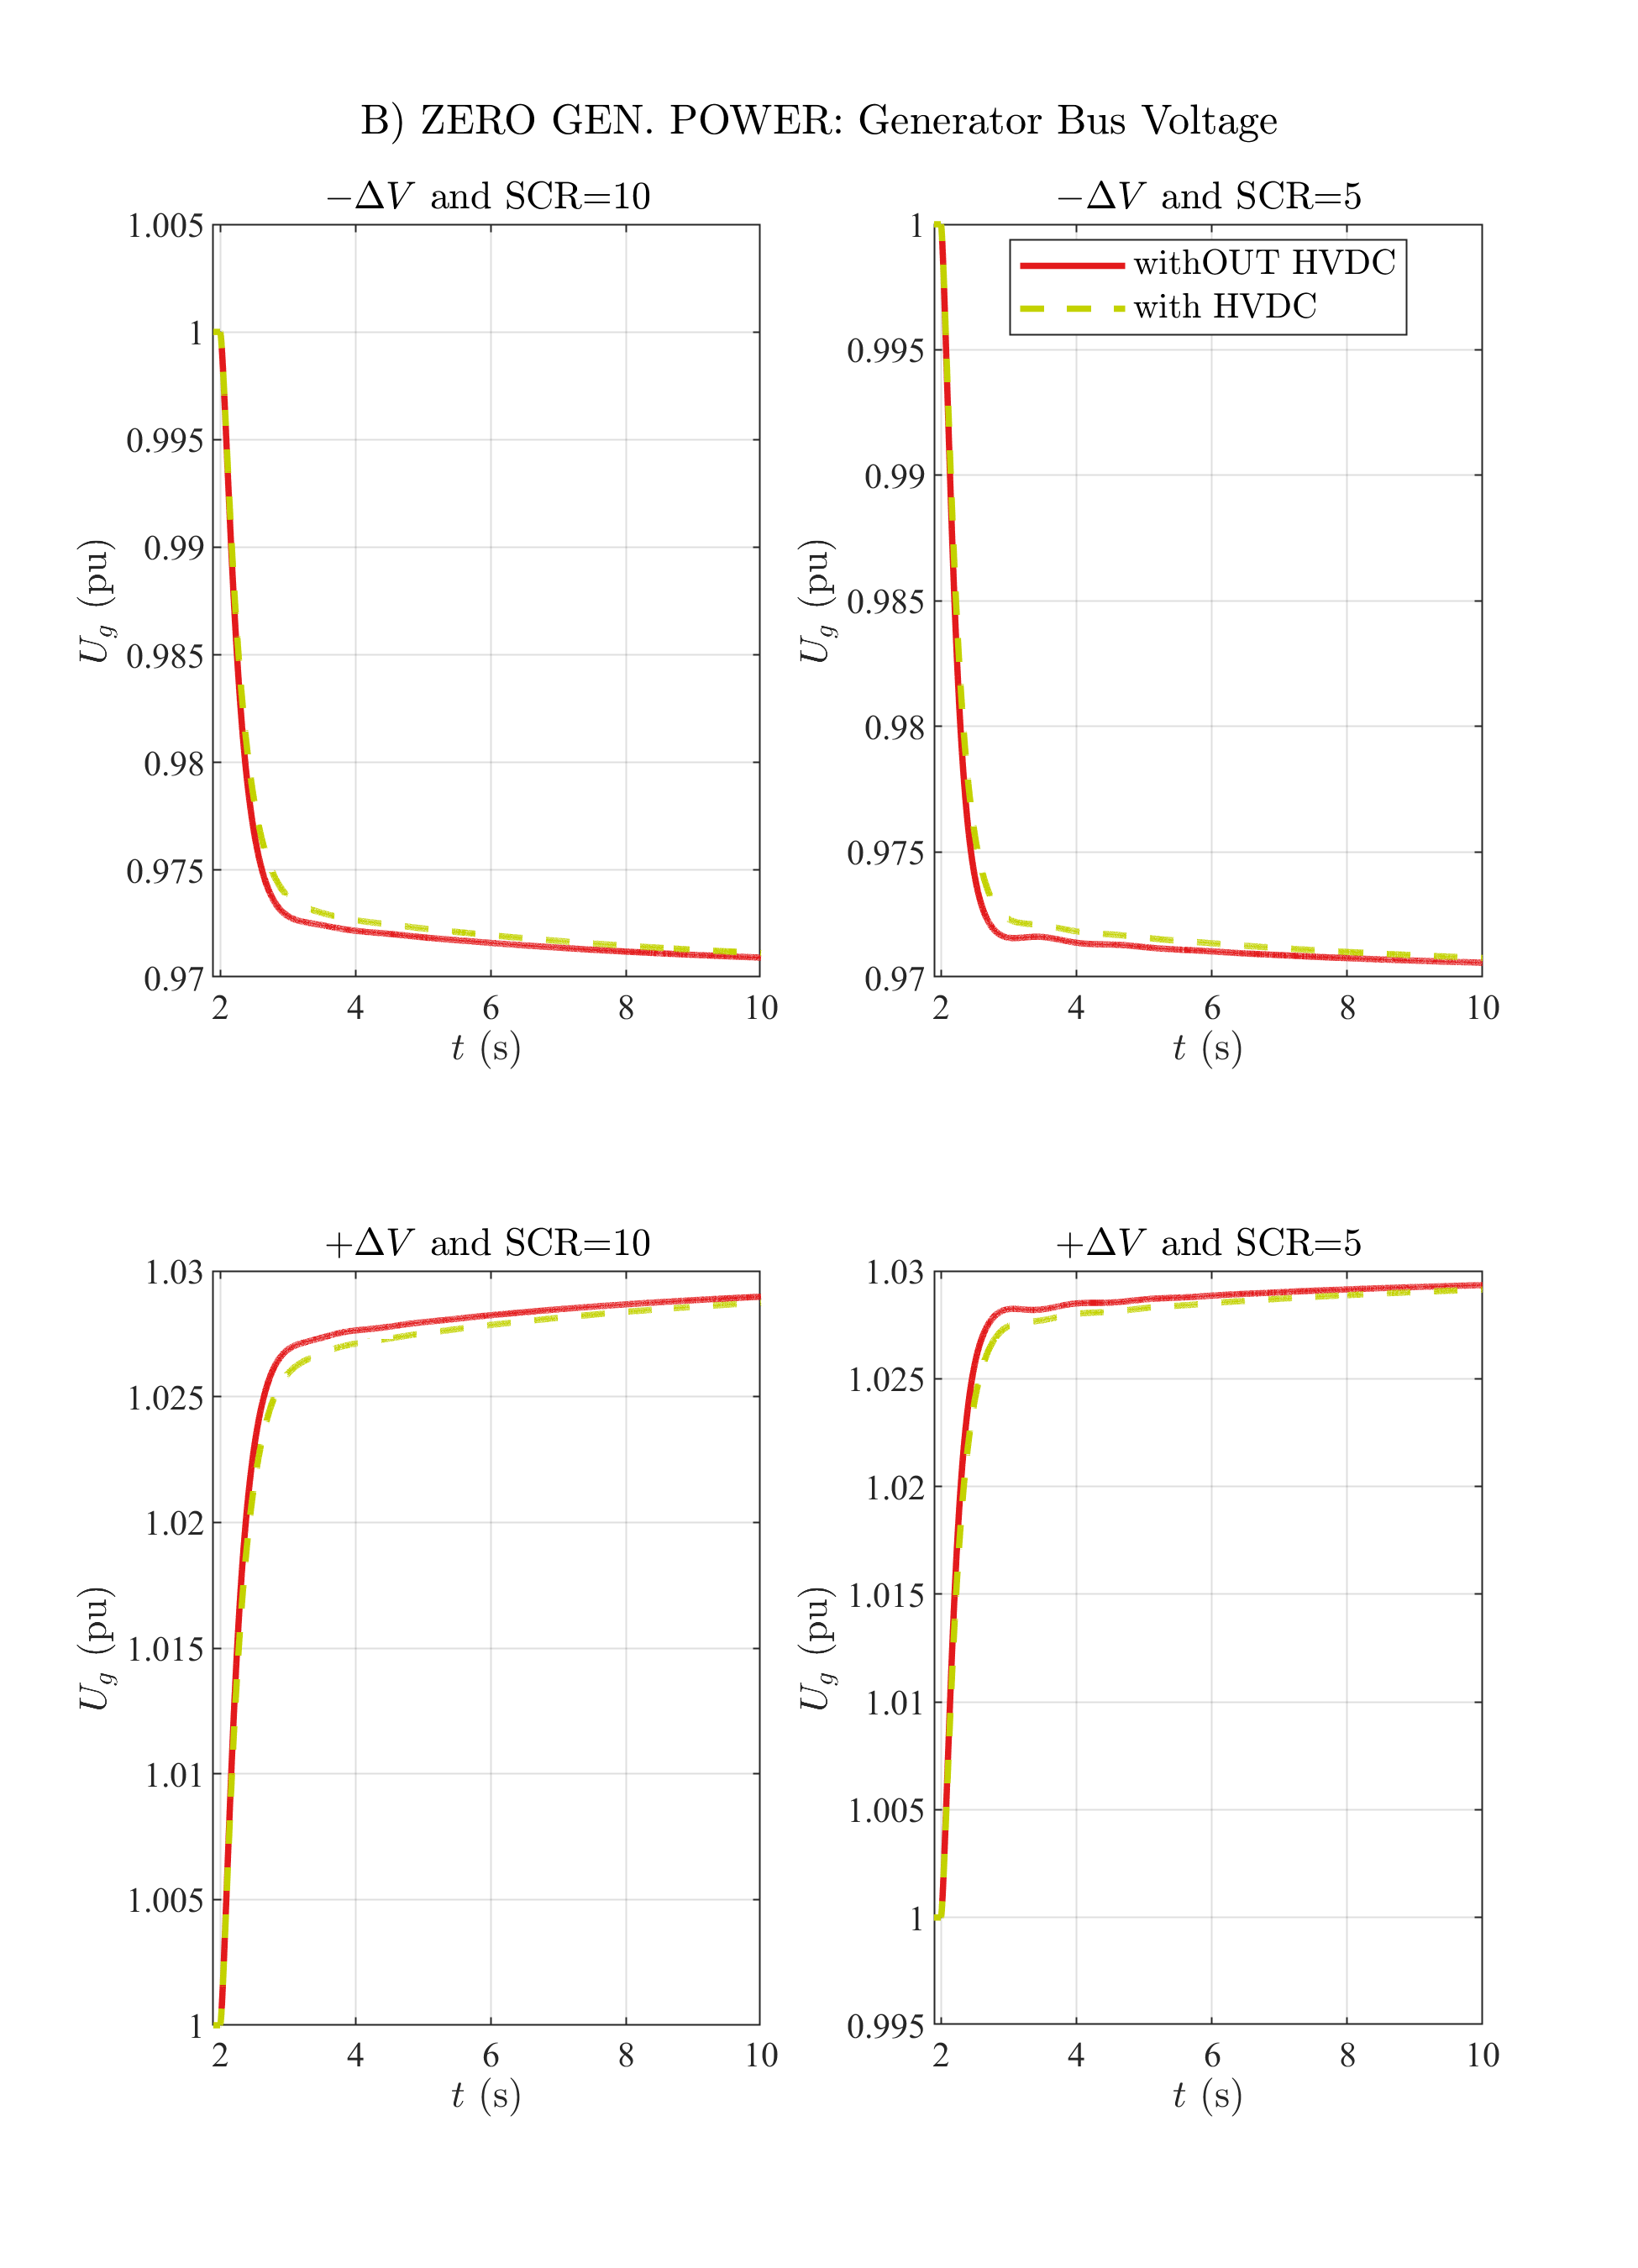 B) ZERO GEN. POWER: Generator Bus Voltage
−ΔV and SCR=10
1.005
1
0.995
0.99
0.985
0.98
0.975
0.97
2 4 6 8 10
U_g (pu)
t (s)
−ΔV and SCR=5
withOUT HVDC
with HVDC
1
0.995
0.99
0.985
0.98
0.975
0.97
2 4 6 8 10
U_g (pu)
t (s)
+ΔV and SCR=10
1.03
1.025
1.02
1.015
1.01
1.005
1
2 4 6 8 10
U_g (pu)
t (s)
+ΔV and SCR=5
1.03
1.025
1.02
1.015
1.01
1.005
1
0.995
2 4 6 8 10
U_g (pu)
t (s)